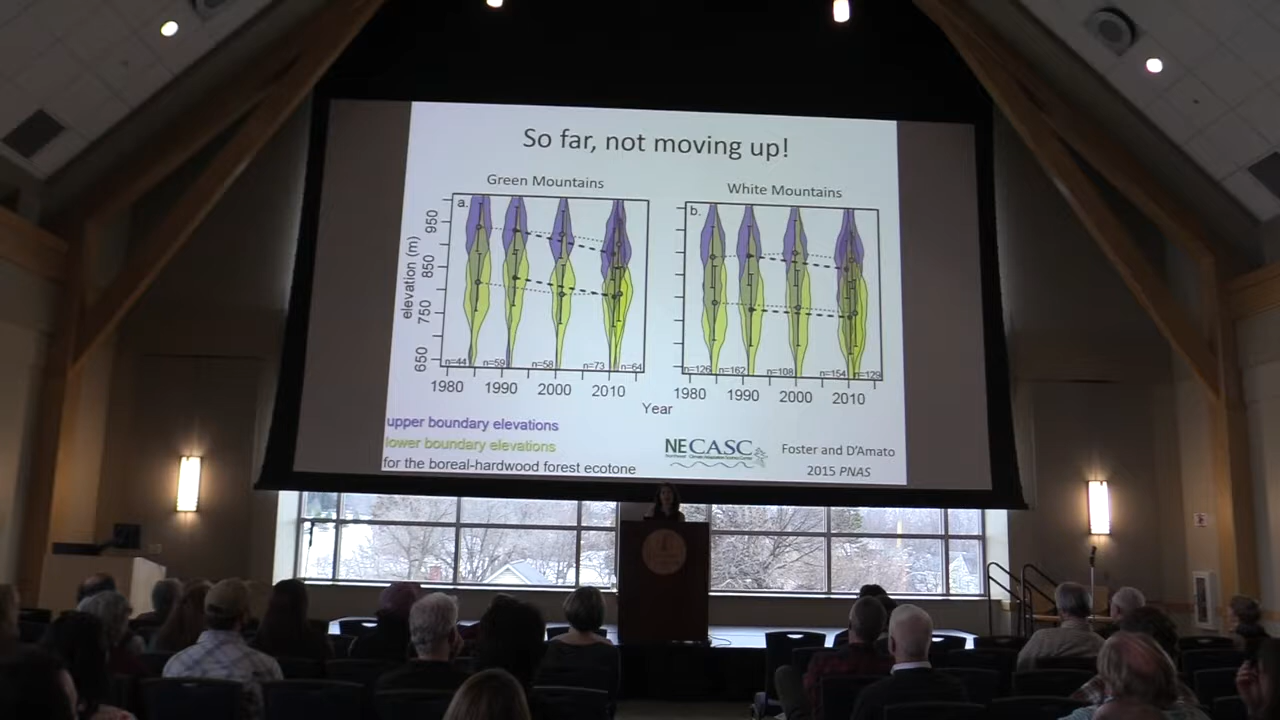 So far, not moving up!
Green Mountains
White Mountains
a.
b.
elevation (m)
950
850
750
650
n=44
n=59
n=58
n=73
n=64
n=126
n=162
n=108
n=154
n=129
1980
1990
2000
2010
1980
1990
2000
2010
Year
upper boundary elevations
lower boundary elevations
for the boreal-hardwood forest ecotone
NECASC
Foster and D'Amato
2015 PNAS